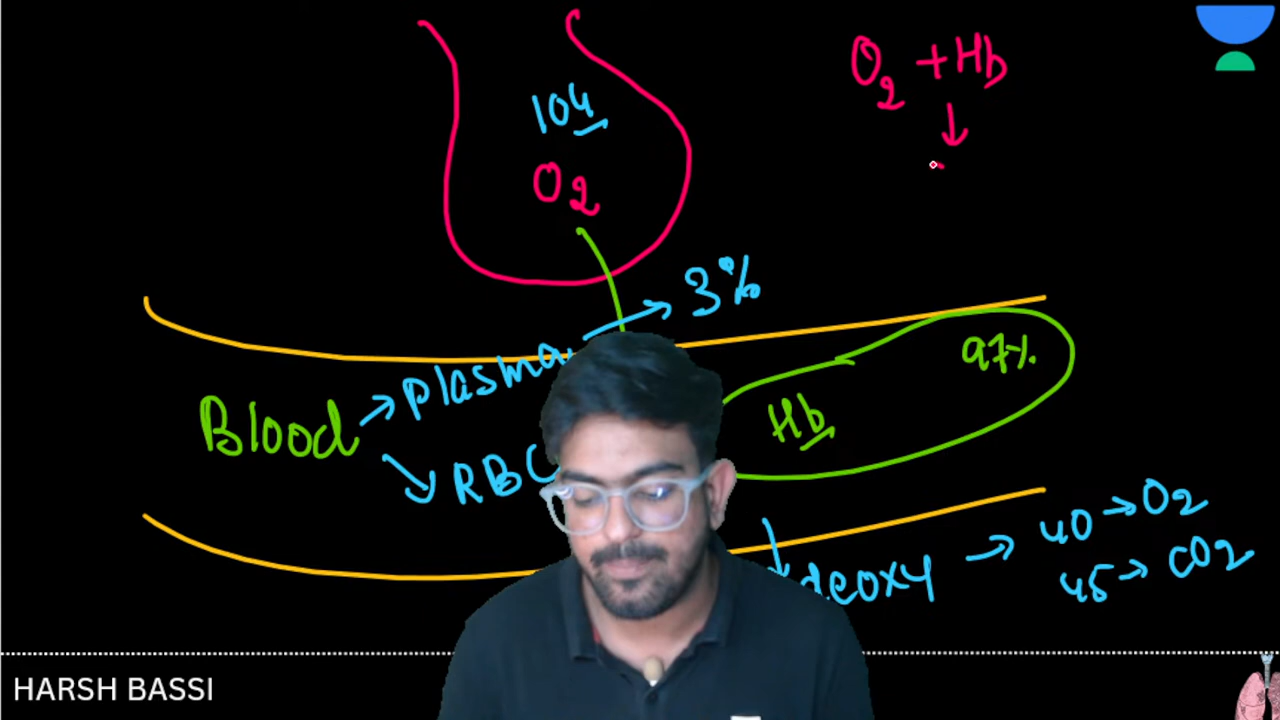 O2 + Hb
↓
104
O2
→ 3%
97%
Blood → plasma
↘ RBC
Hb
↓ deoxy → 40 → O2
45 → CO2
HARSH BASSI